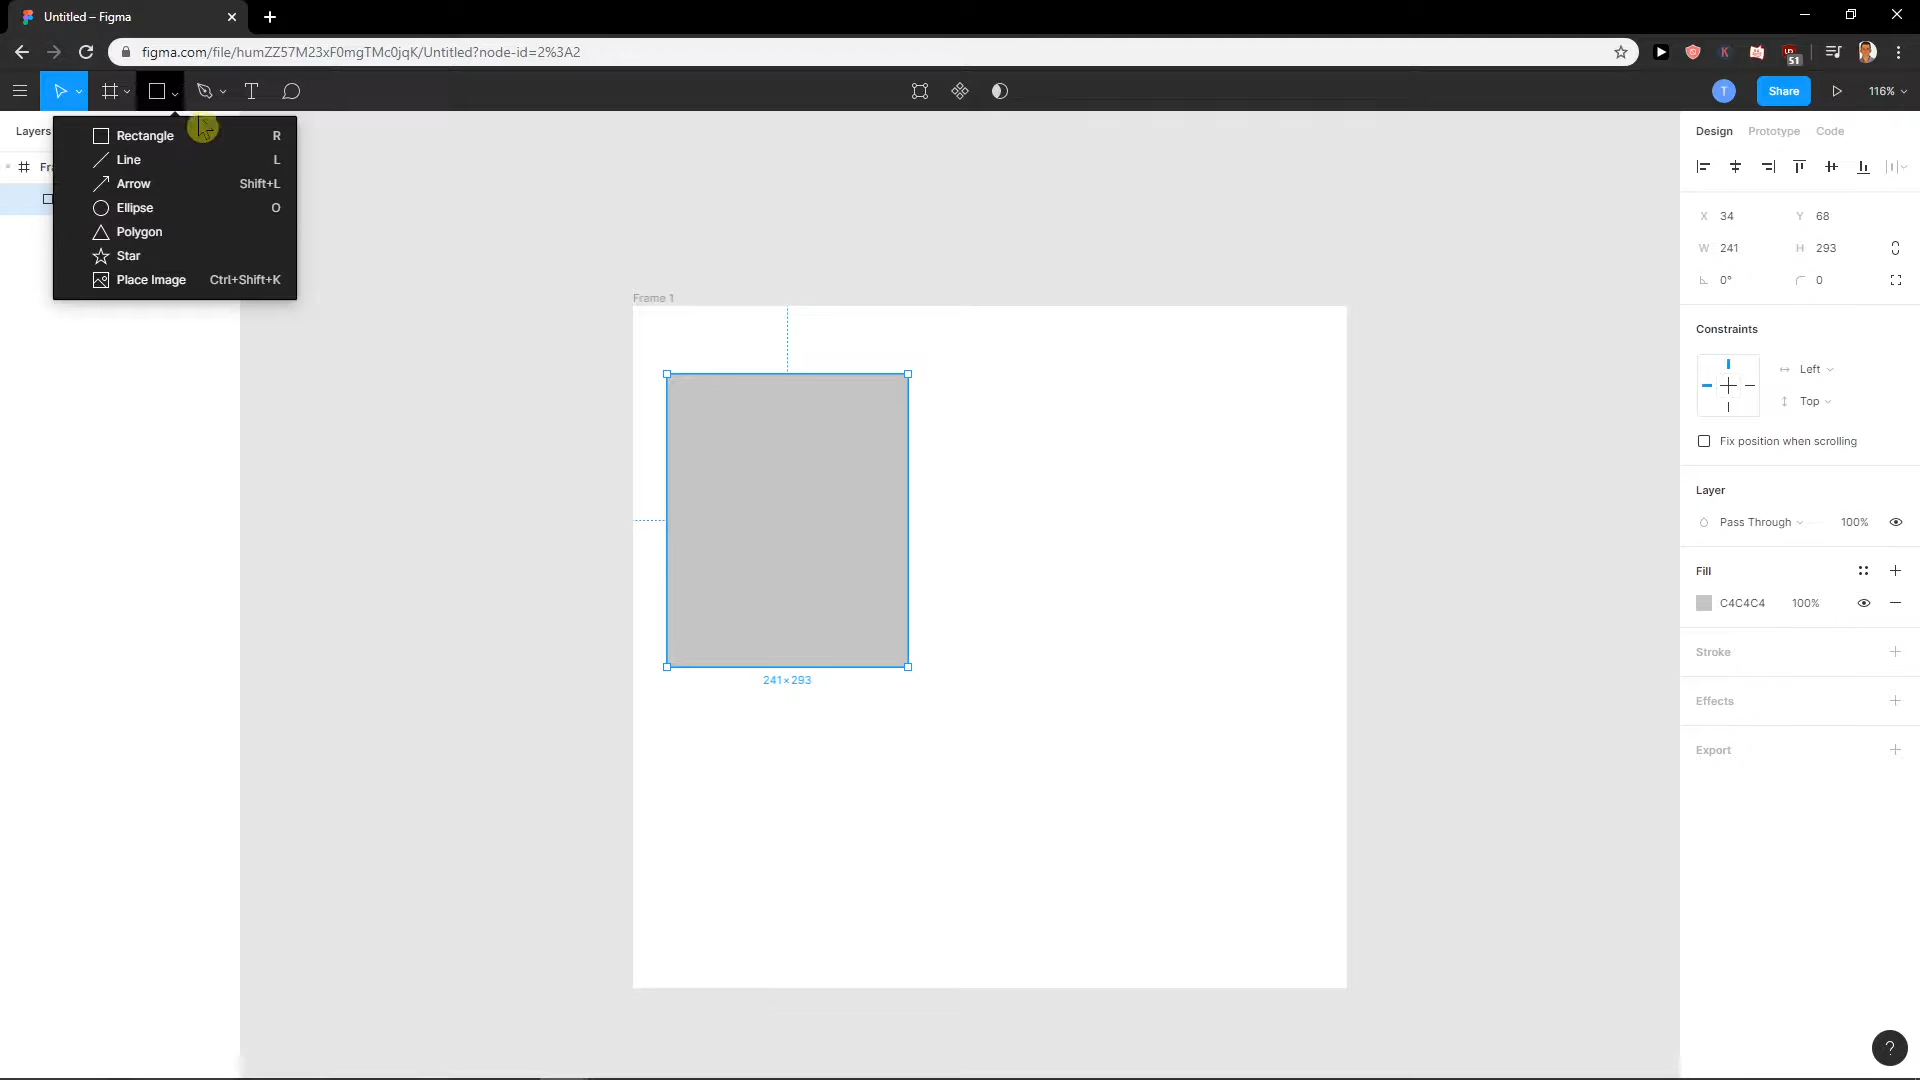 Untitled – Figma
figma.com/file/humZZ57M23xF0mgTMc0jqK/Untitled?node-id=2%3A2
K
51
T
T
Share
116%
Layers
Rectangle R
Line L
Arrow Shift+L
Ellipse O
Polygon
Star
Place Image Ctrl+Shift+K
Frame 1
241×293
Design Prototype Code
X 34 Y 68
W 241 H 293
0° 0
Constraints
Left
Top
Fix position when scrolling
Layer
Pass Through 100%
Fill
C4C4C4 100%
Stroke
Effects
Export
?